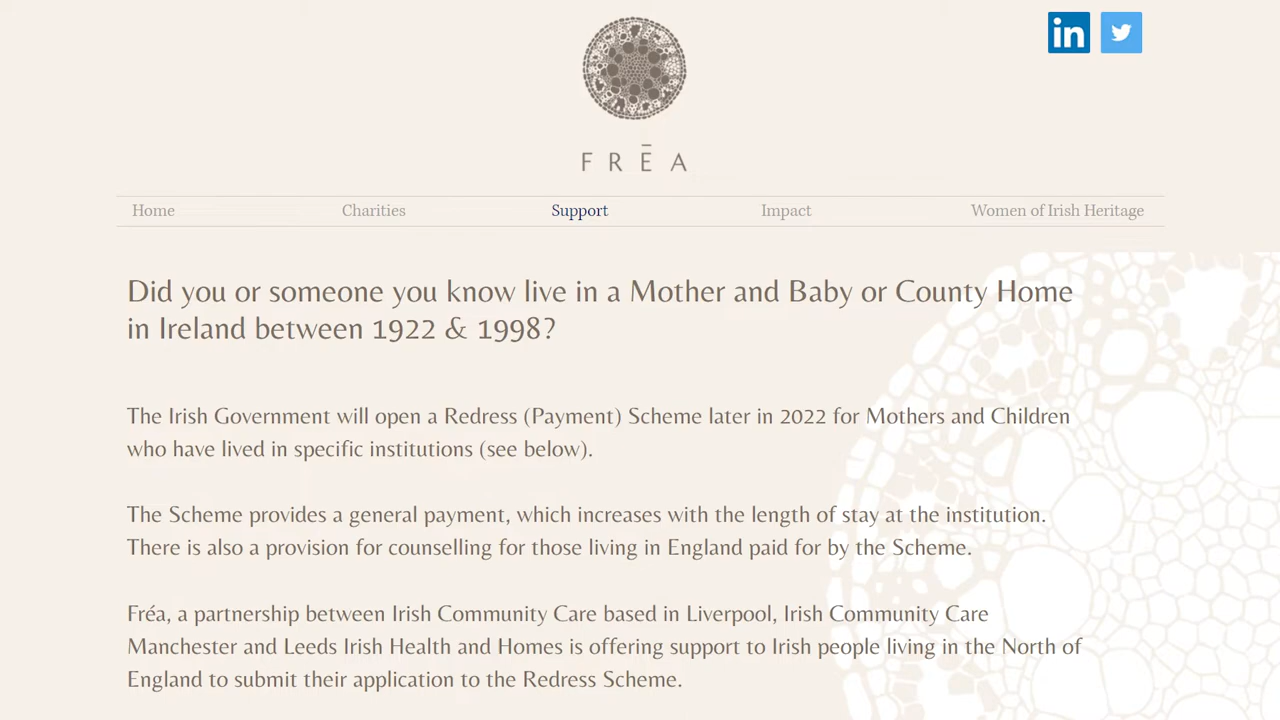 in
FRĒA
Home
Charities
Support
Impact
Women of Irish Heritage
Did you or someone you know live in a Mother and Baby or County Home
in Ireland between 1922 & 1998?
The Irish Government will open a Redress (Payment) Scheme later in 2022 for Mothers and Children
who have lived in specific institutions (see below).
The Scheme provides a general payment, which increases with the length of stay at the institution.
There is also a provision for counselling for those living in England paid for by the Scheme.
Fréa, a partnership between Irish Community Care based in Liverpool, Irish Community Care
Manchester and Leeds Irish Health and Homes is offering support to Irish people living in the North of
England to submit their application to the Redress Scheme.